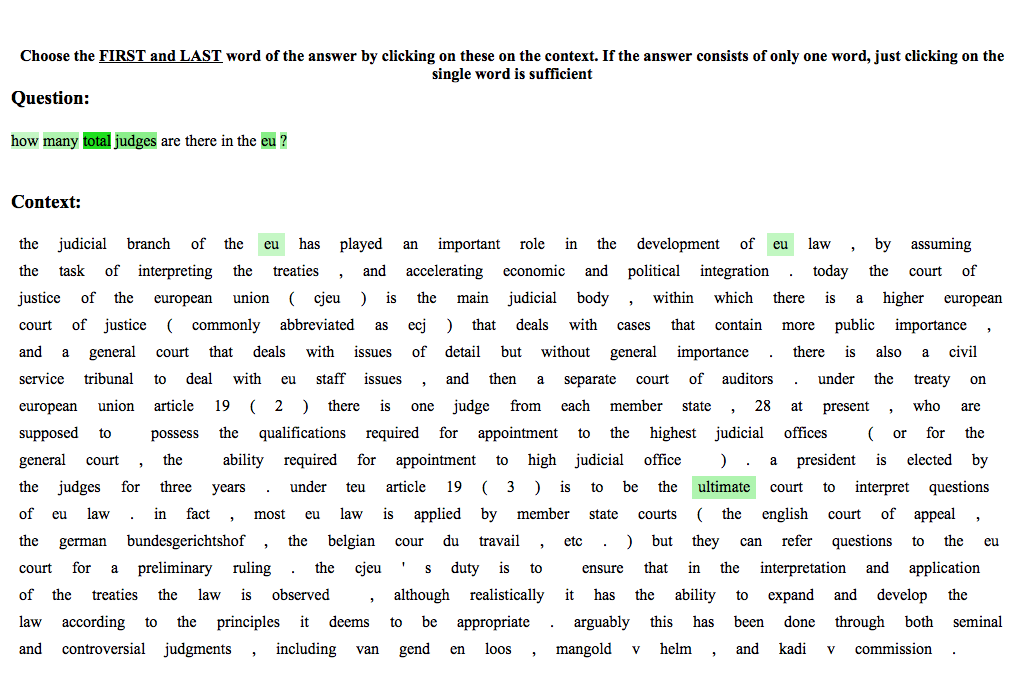 Choose the FIRST and LAST word of the answer by clicking on these on the context. If the answer consists of only one word, just clicking on the
single word is sufficient
Question:
how many total judges are there in the eu ?
Context:
the judicial branch of the eu has played an important role in the development of eu law , by assuming
the task of interpreting the treaties , and accelerating economic and political integration . today the court of
justice of the european union ( cjeu ) is the main judicial body , within which there is a higher european
court of justice ( commonly abbreviated as ecj ) that deals with cases that contain more public importance ,
and a general court that deals with issues of detail but without general importance . there is also a civil
service tribunal to deal with eu staff issues , and then a separate court of auditors . under the treaty on
european union article 19 ( 2 ) there is one judge from each member state , 28 at present , who are
supposed to possess the qualifications required for appointment to the highest judicial offices ( or for the
general court , the ability required for appointment to high judicial office ) . a president is elected by
the judges for three years . under teu article 19 ( 3 ) is to be the ultimate court to interpret questions
of eu law . in fact , most eu law is applied by member state courts ( the english court of appeal ,
the german bundesgerichtshof , the belgian cour du travail , etc . ) but they can refer questions to the eu
court for a preliminary ruling . the cjeu ' s duty is to ensure that in the interpretation and application
of the treaties the law is observed , although realistically it has the ability to expand and develop the
law according to the principles it deems to be appropriate . arguably this has been done through both seminal
and controversial judgments , including van gend en loos , mangold v helm , and kadi v commission .